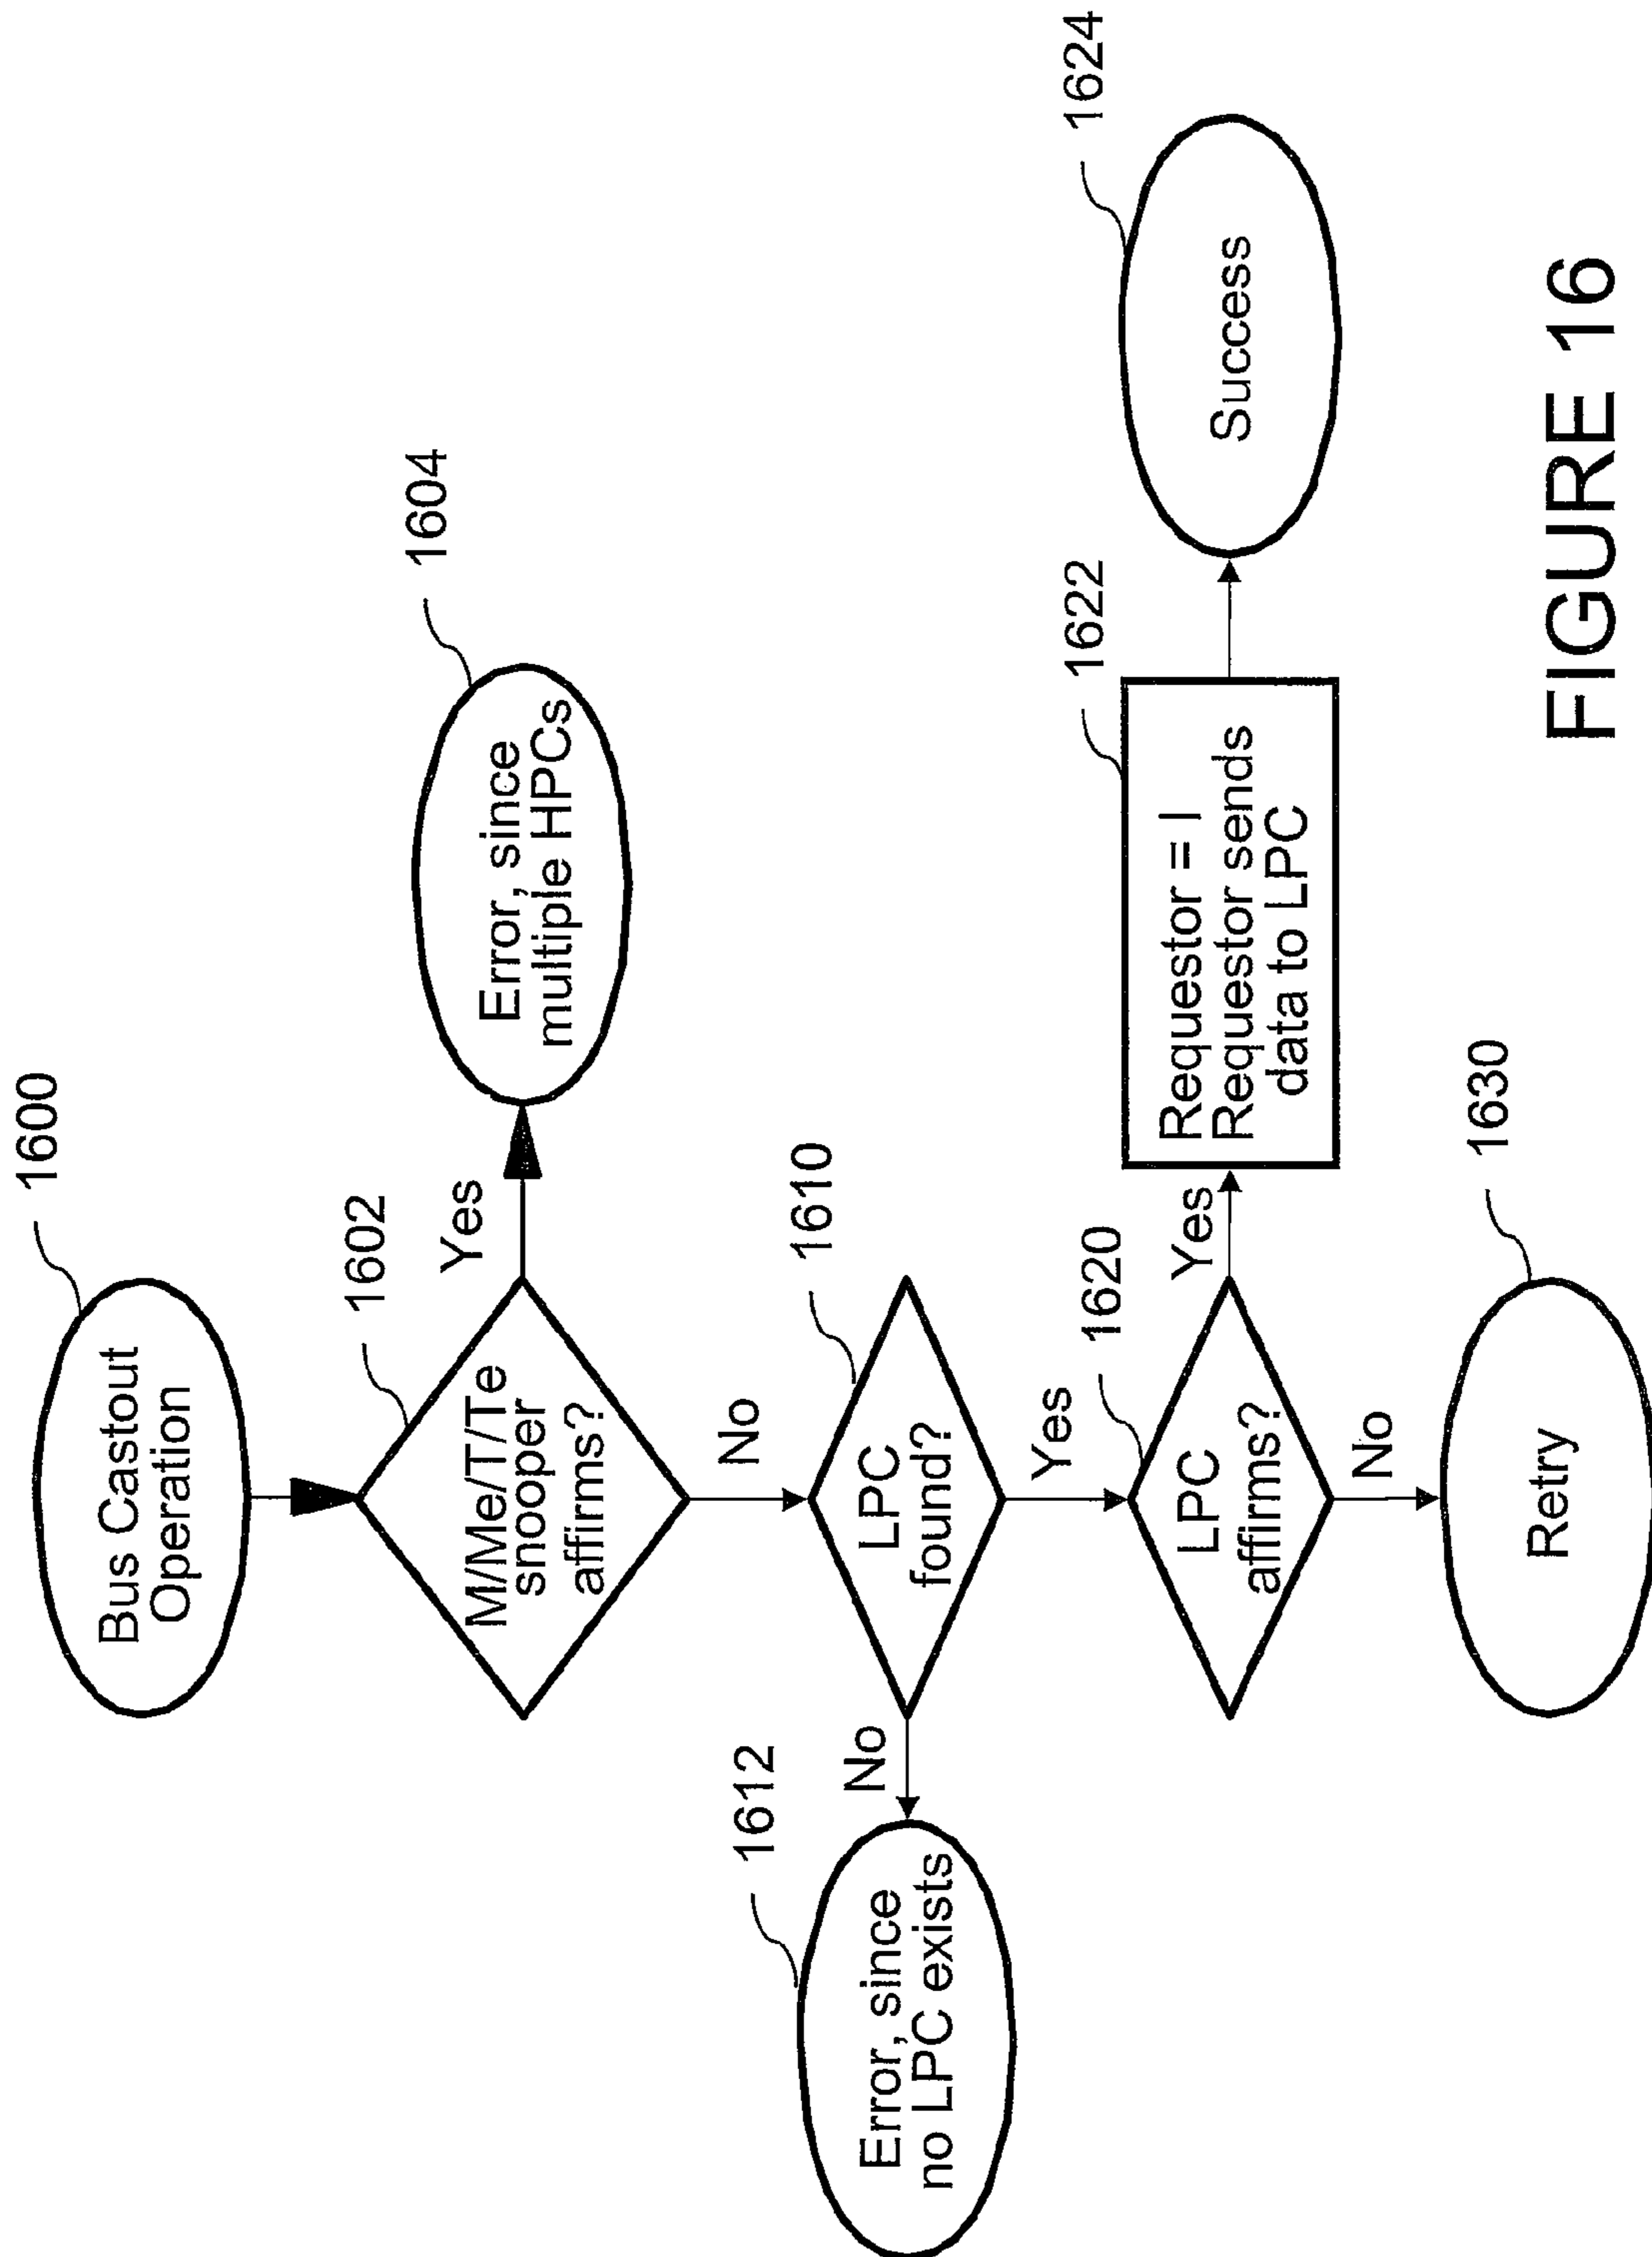 1600
Bus Castout
Operation
1602
M/Me/T/Te
snooper
affirms?
Yes
1604
Error, since
multiple HPCs
No
1610
LPC
found?
No
1612
Error, since
no LPC exists
Yes
1620
LPC
affirms?
Yes
1622
Requestor = I
Requestor sends
data to LPC
1624
Success
No
1630
Retry
FIGURE 16